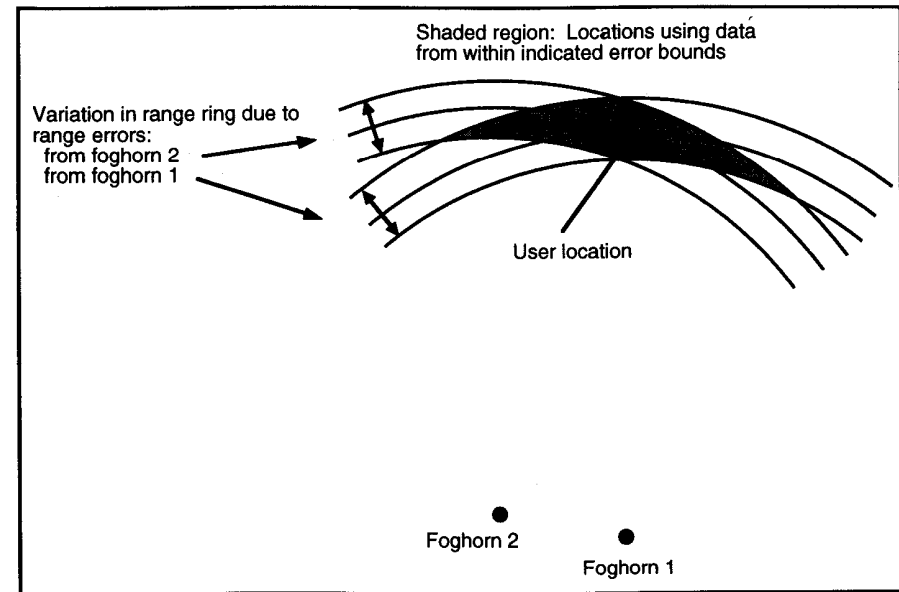 Shaded region: Locations using data
from within indicated error bounds
Variation in range ring due to
range errors:
from foghorn 2
from foghorn 1
User location
Foghorn 2
Foghorn 1